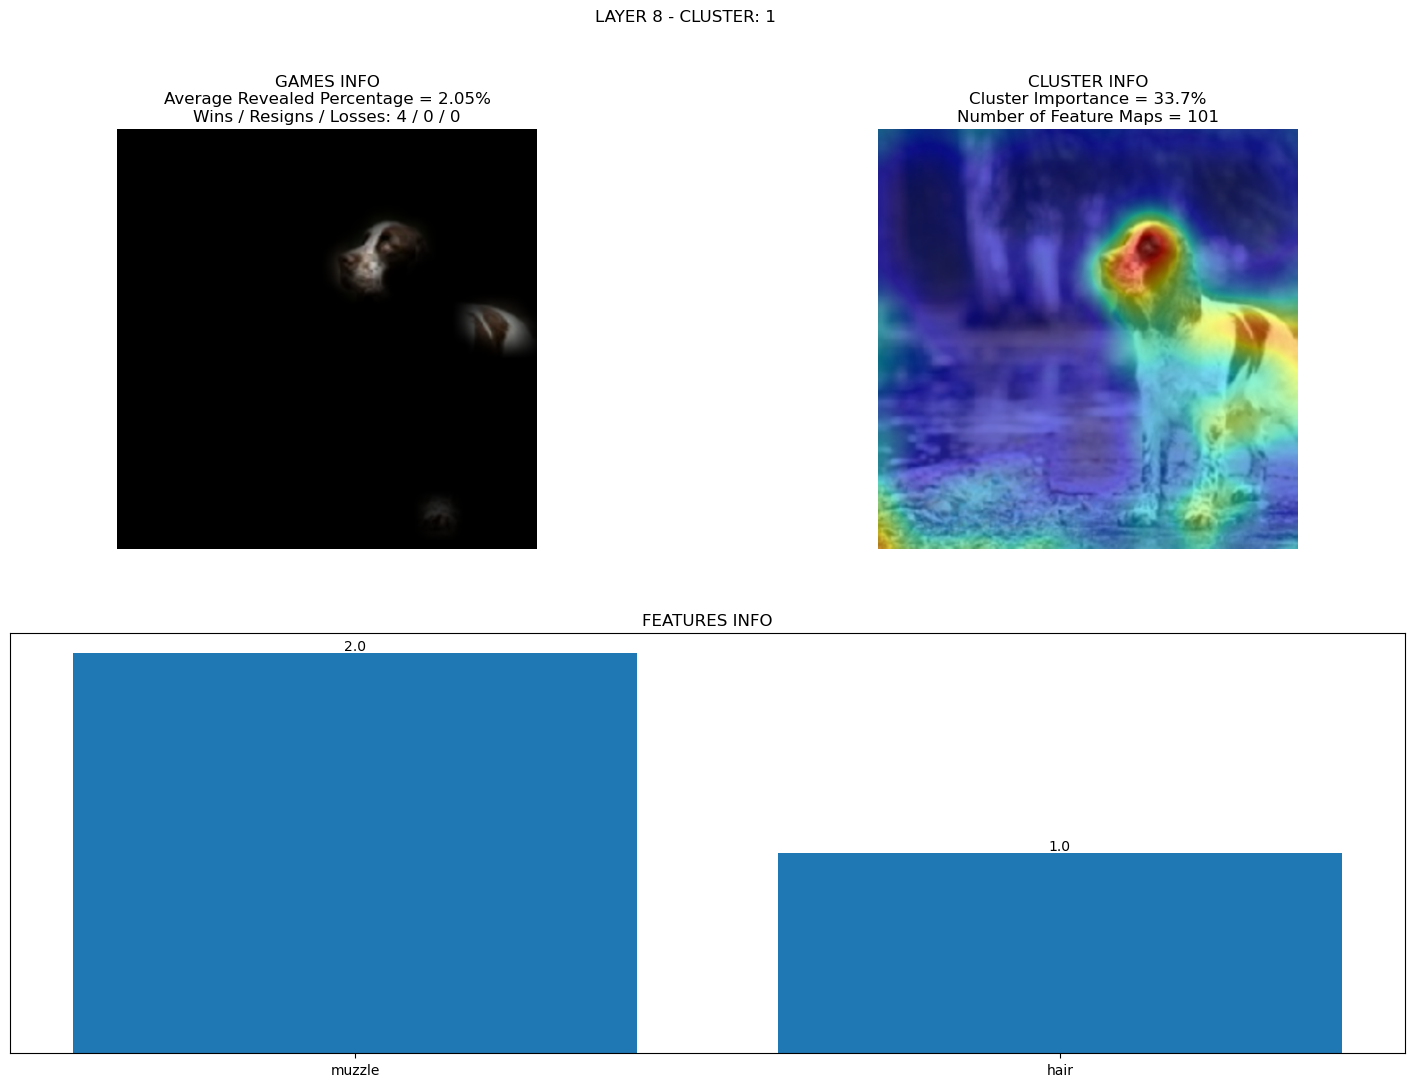 LAYER 8 - CLUSTER: 1
GAMES INFO
Average Revealed Percentage = 2.05%
Wins / Resigns / Losses: 4 / 0 / 0
CLUSTER INFO
Cluster Importance = 33.7%
Number of Feature Maps = 101
FEATURES INFO
2.0
1.0
muzzle
hair